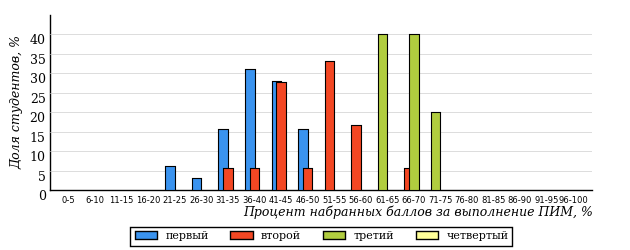 Доля студентов, %
40
35
30
25
20
15
10
5
0
0-5 6-10 11-15 16-20 21-25 26-30 31-35 36-40 41-45 46-50 51-55 56-60 61-65 66-70 71-75 76-80 81-85 86-90 91-95 96-100
Процент набранных баллов за выполнение ПИМ, %
первый второй третий четвертый